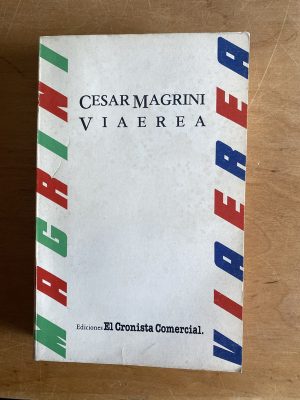 CESAR MAGRINI
VIAEREA
MAGRINI
VIAEREA
Ediciones El Cronista Comercial.